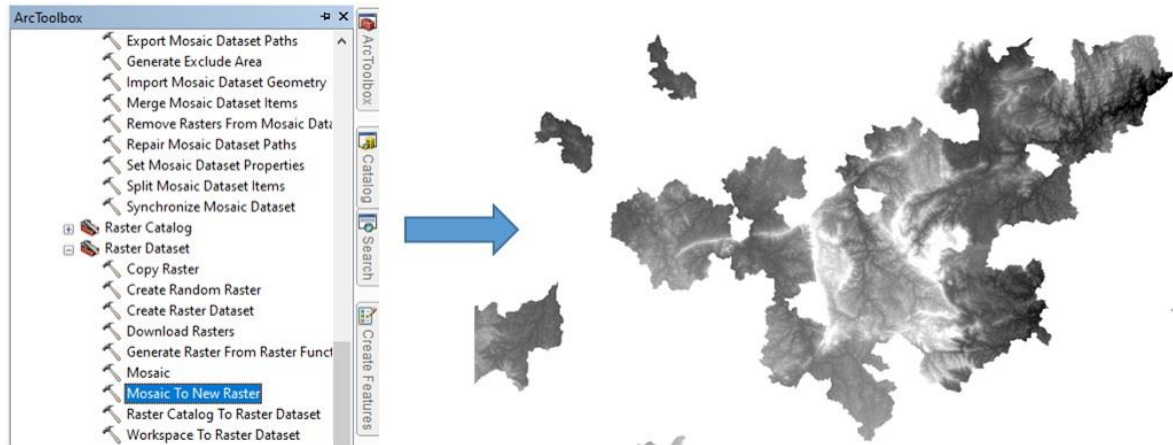 ArcToolbox
Export Mosaic Dataset Paths
Generate Exclude Area
Import Mosaic Dataset Geometry
Merge Mosaic Dataset Items
Remove Rasters From Mosaic Data
Repair Mosaic Dataset Paths
Set Mosaic Dataset Properties
Split Mosaic Dataset Items
Synchronize Mosaic Dataset
Raster Catalog
Raster Dataset
Copy Raster
Create Random Raster
Create Raster Dataset
Download Rasters
Generate Raster From Raster Funct
Mosaic
Mosaic To New Raster
Raster Catalog To Raster Dataset
Workspace To Raster Dataset
ArcToolbox
Catalog
Search
Create Features